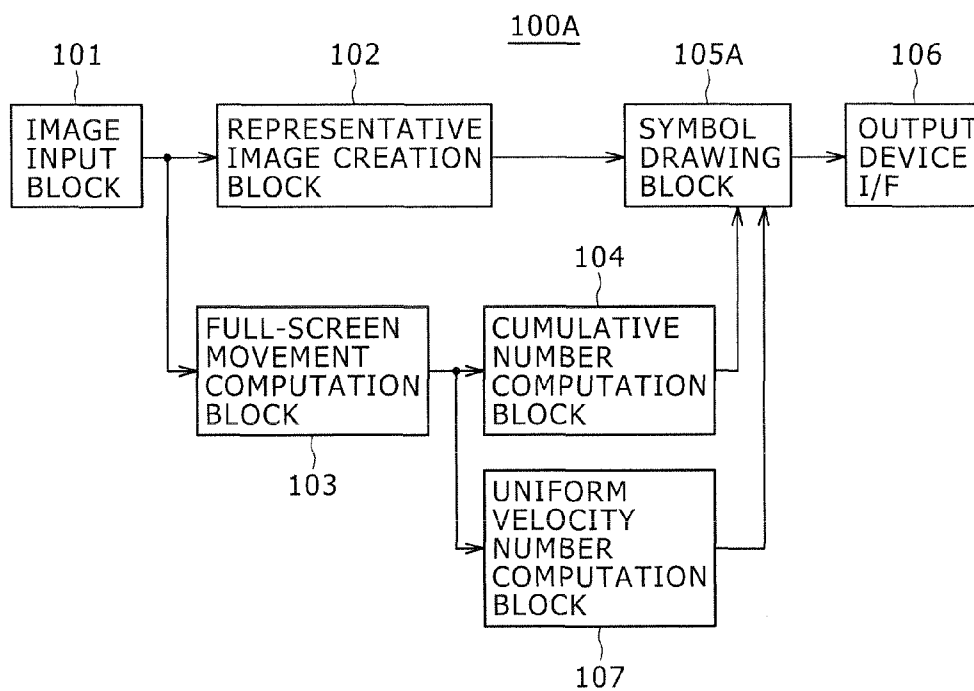 100A
101
102
105A
106
IMAGE
INPUT
BLOCK
REPRESENTATIVE
IMAGE CREATION
BLOCK
SYMBOL
DRAWING
BLOCK
OUTPUT
DEVICE
I/F
104
FULL-SCREEN
MOVEMENT
COMPUTATION
BLOCK
CUMULATIVE
NUMBER
COMPUTATION
BLOCK
103
UNIFORM
VELOCITY
NUMBER
COMPUTATION
BLOCK
107